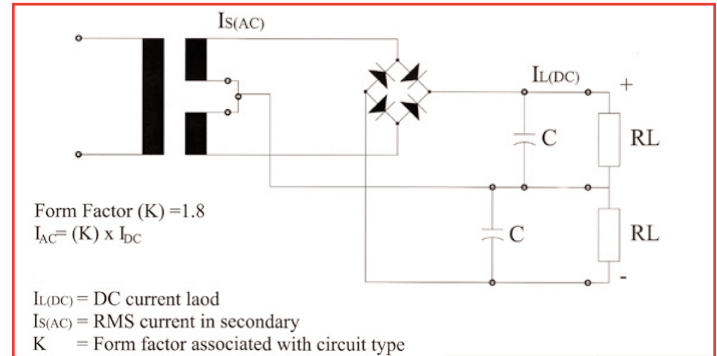 IS(AC)
IL(DC)
+
C
RL
C
RL
-
Form Factor (K) =1.8
IAC= (K) x IDC
IL(DC) = DC current laod
IS(AC) = RMS current in secondary
K = Form factor associated with circuit type